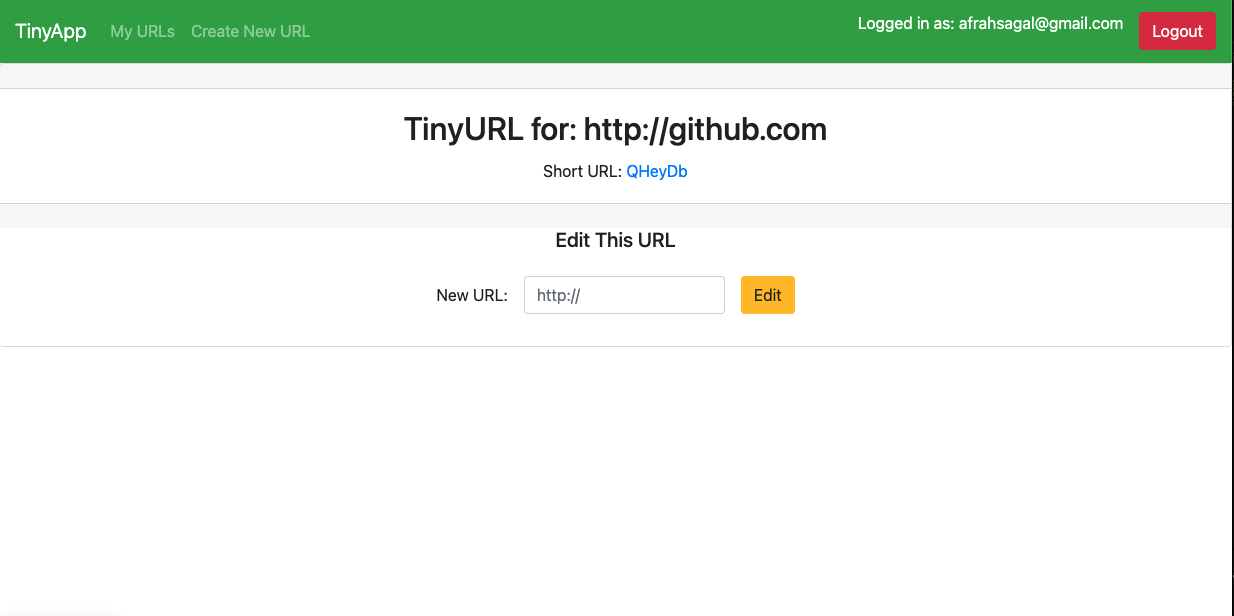 TinyApp My URLs Create New URL Logged in as: afrahsagal@gmail.com Logout
TinyURL for: http://github.com
Short URL: QHeyDb
Edit This URL
New URL: http:// Edit